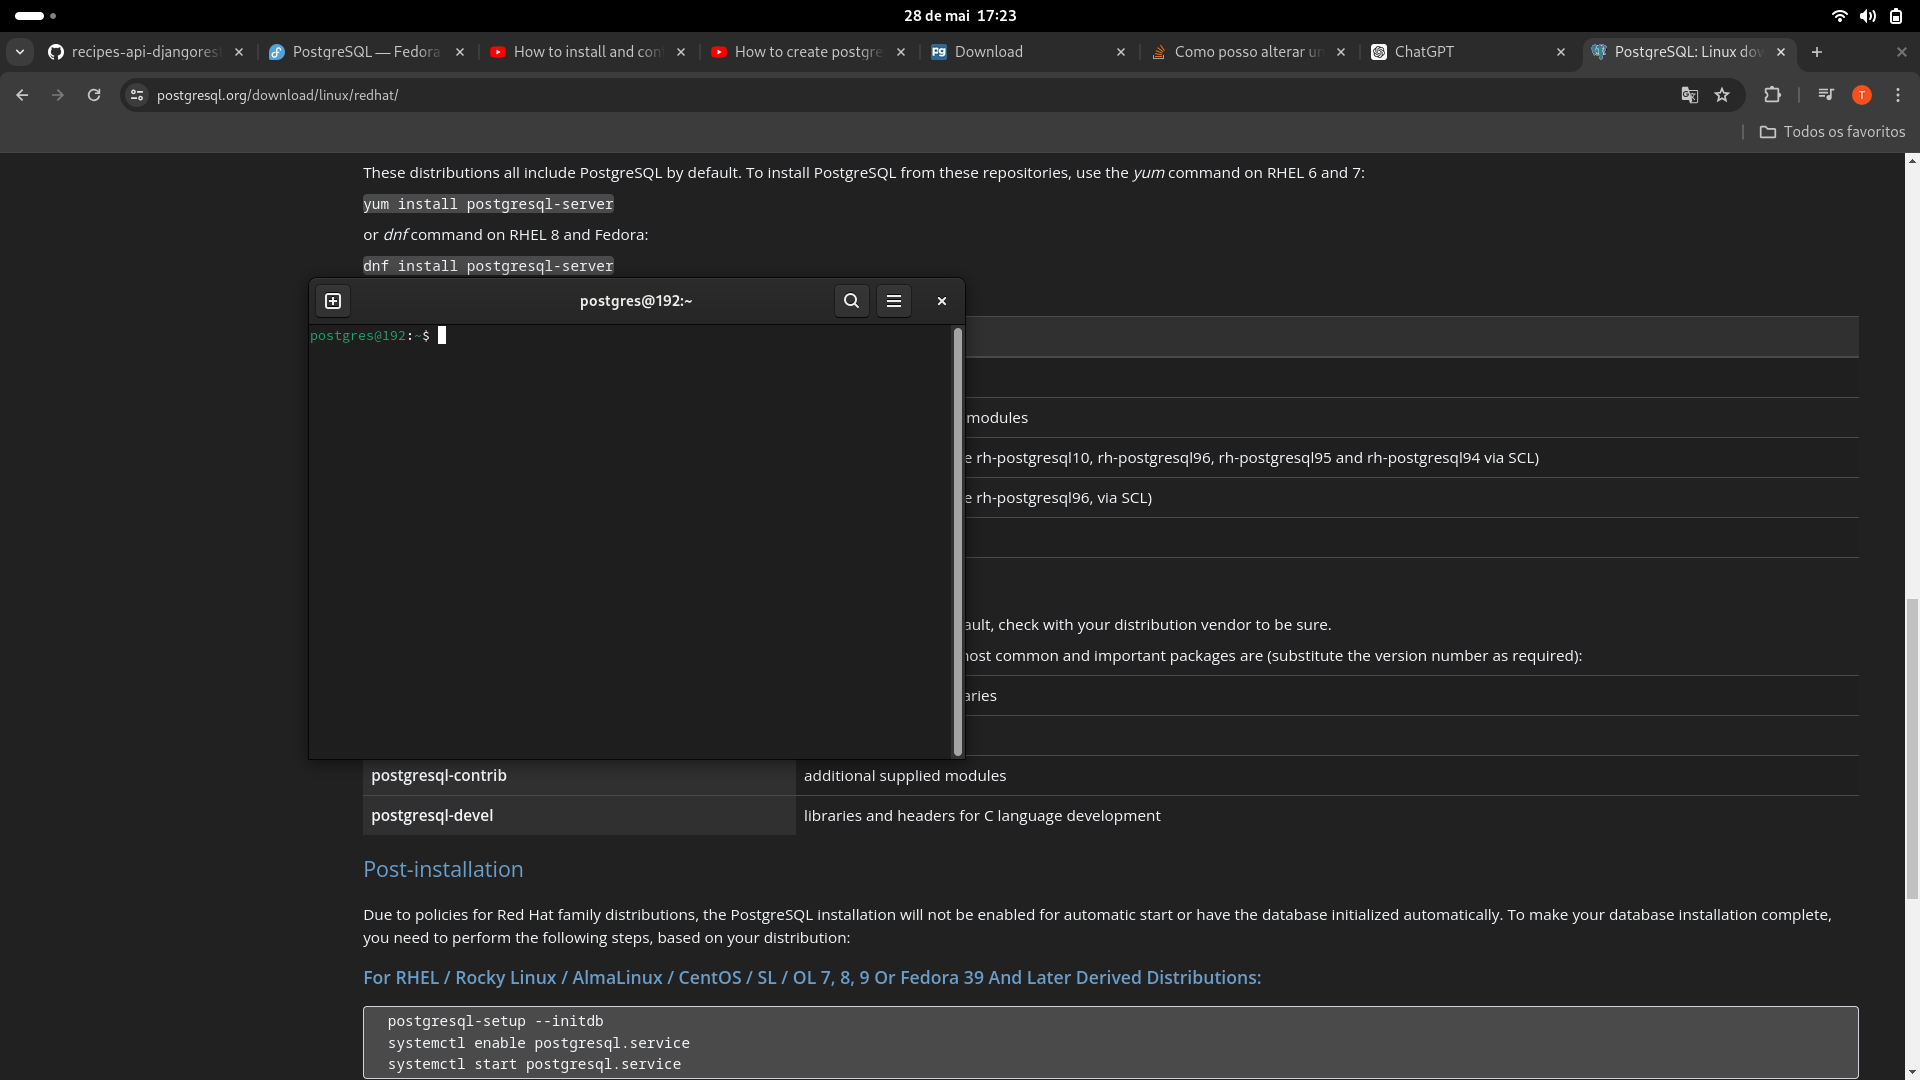 28 de mai 17:23
recipes-api-djangorest
PostgreSQL — Fedora
How to install and con
How to create postgre
Download
Como posso alterar un
ChatGPT
PostgreSQL: Linux dow
postgresql.org/download/linux/redhat/
T
Todos os favoritos
These distributions all include PostgreSQL by default. To install PostgreSQL from these repositories, use the yum command on RHEL 6 and 7:
yum install postgresql-server
or dnf command on RHEL 8 and Fedora:
dnf install postgresql-server
postgres@192:~
postgres@192:~$
modules
e rh-postgresql10, rh-postgresql96, rh-postgresql95 and rh-postgresql94 via SCL)
e rh-postgresql96, via SCL)
ault, check with your distribution vendor to be sure.
most common and important packages are (substitute the version number as required):
aries
postgresql-contrib additional supplied modules
postgresql-devel libraries and headers for C language development
Post-installation
Due to policies for Red Hat family distributions, the PostgreSQL installation will not be enabled for automatic start or have the database initialized automatically. To make your database installation complete,
you need to perform the following steps, based on your distribution:
For RHEL / Rocky Linux / AlmaLinux / CentOS / SL / OL 7, 8, 9 Or Fedora 39 And Later Derived Distributions:
postgresql-setup --initdb
systemctl enable postgresql.service
systemctl start postgresql.service